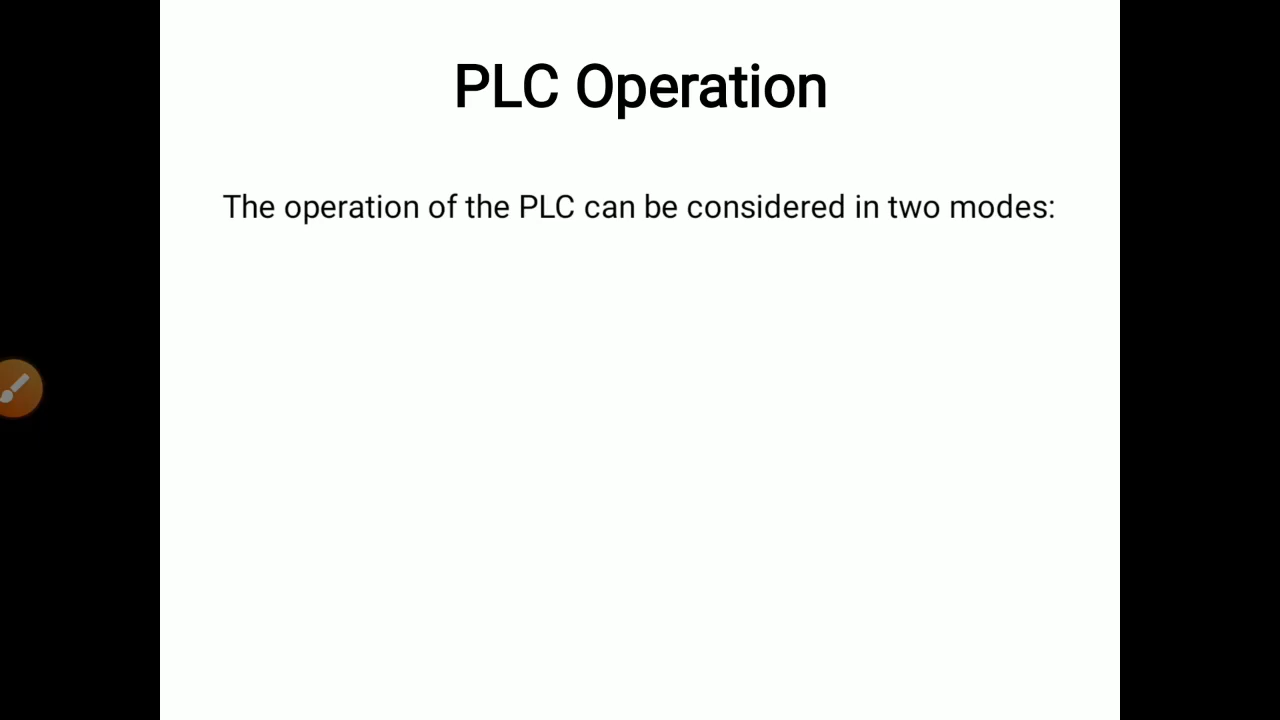 PLC Operation
The operation of the PLC can be considered in two modes: